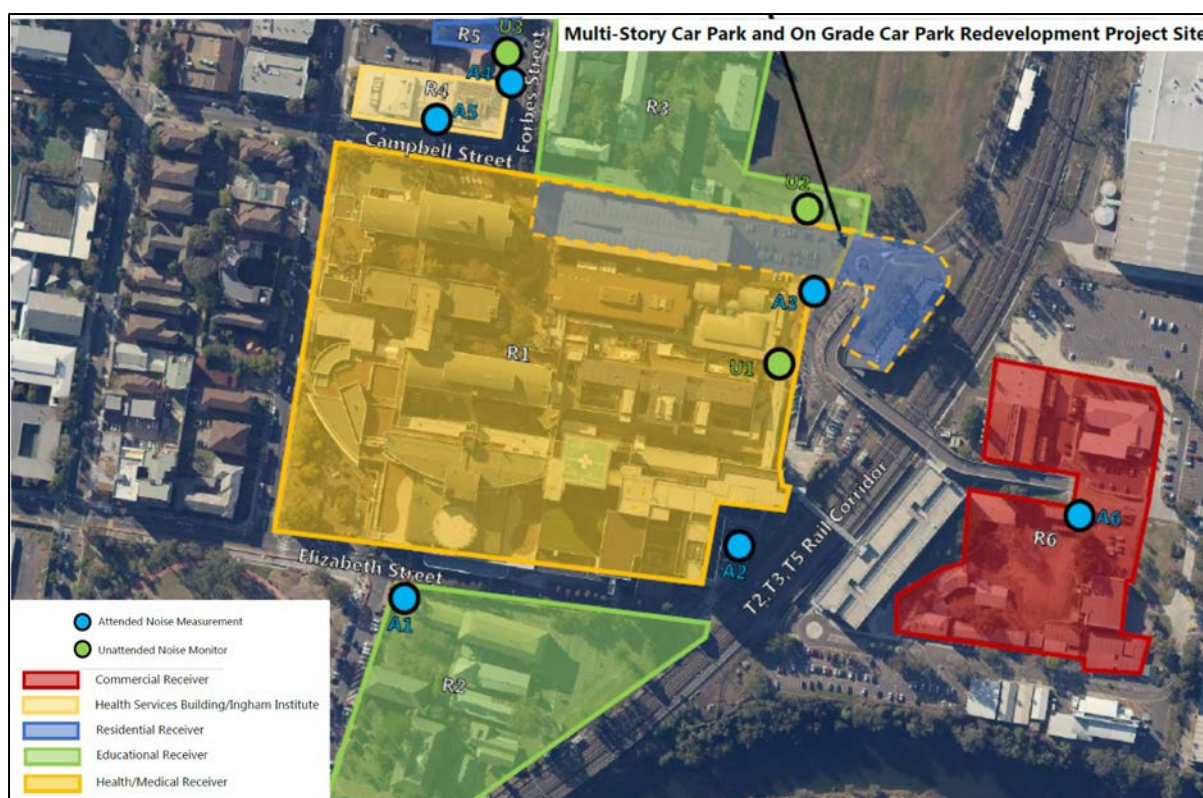 Multi-Story Car Park and On Grade Car Park Redevelopment Project Site
R5
U3
A4
R4
A5
Forbes Street
R3
Campbell Street
U2
A3
R1
U1
A6
R6
A2
T2,T3,T5 Rail Corridor
Elizabeth Street
A1
R2
Attended Noise Measurement
Unattended Noise Monitor
Commercial Receiver
Health Services Building/Ingham Institute
Residential Receiver
Educational Receiver
Health/Medical Receiver